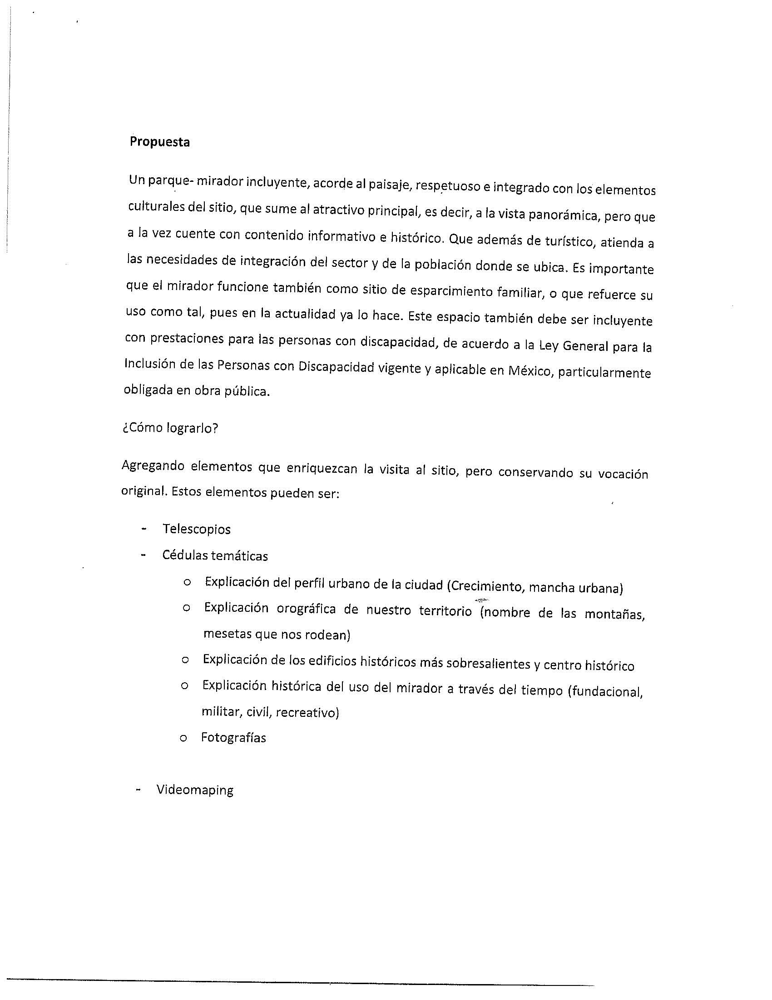 Propuesta
Un parque- mirador incluyente, acorde al paisaje, respetuoso e integrado con los elementos
culturales del sitio, que sume al atractivo principal, es decir, a la vista panorámica, pero que
a la vez cuente con contenido informativo e histórico. Que además de turístico, atienda a
las necesidades de integración del sector y de la población donde se ubica. Es importante
que el mirador funcione también como sitio de esparcimiento familiar, o que refuerce su
uso como tal, pues en la actualidad ya lo hace. Este espacio también debe ser incluyente
con prestaciones para las personas con discapacidad, de acuerdo a la Ley General para la
Inclusión de las Personas con Discapacidad vigente y aplicable en México, particularmente
obligada en obra pública.
¿Cómo lograrlo?
Agregando elementos que enriquezcan la visita al sitio, pero conservando su vocación
original. Estos elementos pueden ser:
- Telescopios
- Cédulas temáticas
o Explicación del perfil urbano de la ciudad (Crecimiento, mancha urbana)
o Explicación orográfica de nuestro territorio (nombre de las montañas,
mesetas que nos rodean)
o Explicación de los edificios históricos más sobresalientes y centro histórico
o Explicación histórica del uso del mirador a través del tiempo (fundacional,
militar, civil, recreativo)
o Fotografías
- Videomaping